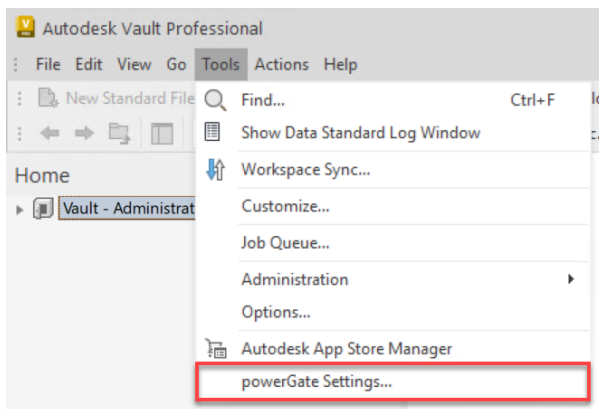 Autodesk Vault Professional
File Edit View Go Tools Actions Help
New Standard File
Find... Ctrl+F
Show Data Standard Log Window
Home
Workspace Sync...
Vault - Administrat
Customize...
Job Queue...
Administration
Options...
Autodesk App Store Manager
powerGate Settings...